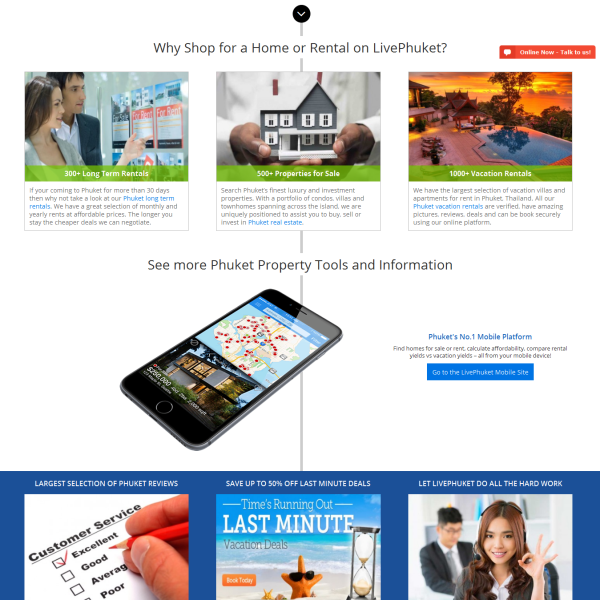 Why Shop for a Home or Rental on LivePhuket?
Online Now - Talk to us!
For Rent
For Rent
300+ Long Term Rentals
500+ Properties for Sale
1000+ Vacation Rentals
If your coming to Phuket for more than 30 days
then why not take a look at our Phuket long term
rentals. We have a great selection of monthly and
yearly rents at affordable prices. The longer you
stay the cheaper deals we can negotiate.
Search Phuket's finest luxury and investment
properties. With a portfolio of condos, villas and
townhomes spanning across the island, we are
uniquely positioned to assist you to buy, sell or
invest in Phuket real estate.
We have the largest selection of vacation villas and
apartments for rent in Phuket, Thailand. All our
Phuket vacation rentals are verified, have amazing
pictures, reviews, deals and can be book securely
using our online platform.
See more Phuket Property Tools and Information
$250,000
Phuket's No.1 Mobile Platform
Find homes for sale or rent, calculate affordability, compare rental
yields vs vacation yields – all from your mobile device!
Go to the LivePhuket Mobile Site
LARGEST SELECTION OF PHUKET REVIEWS
SAVE UP TO 50% OFF LAST MINUTE DEALS
LET LIVEPHUKET DO ALL THE HARD WORK
Customer Service
Excellent
Good
Averag
Poor
Time's Running Out
LAST MINUTE
Vacation Deals
Book Today